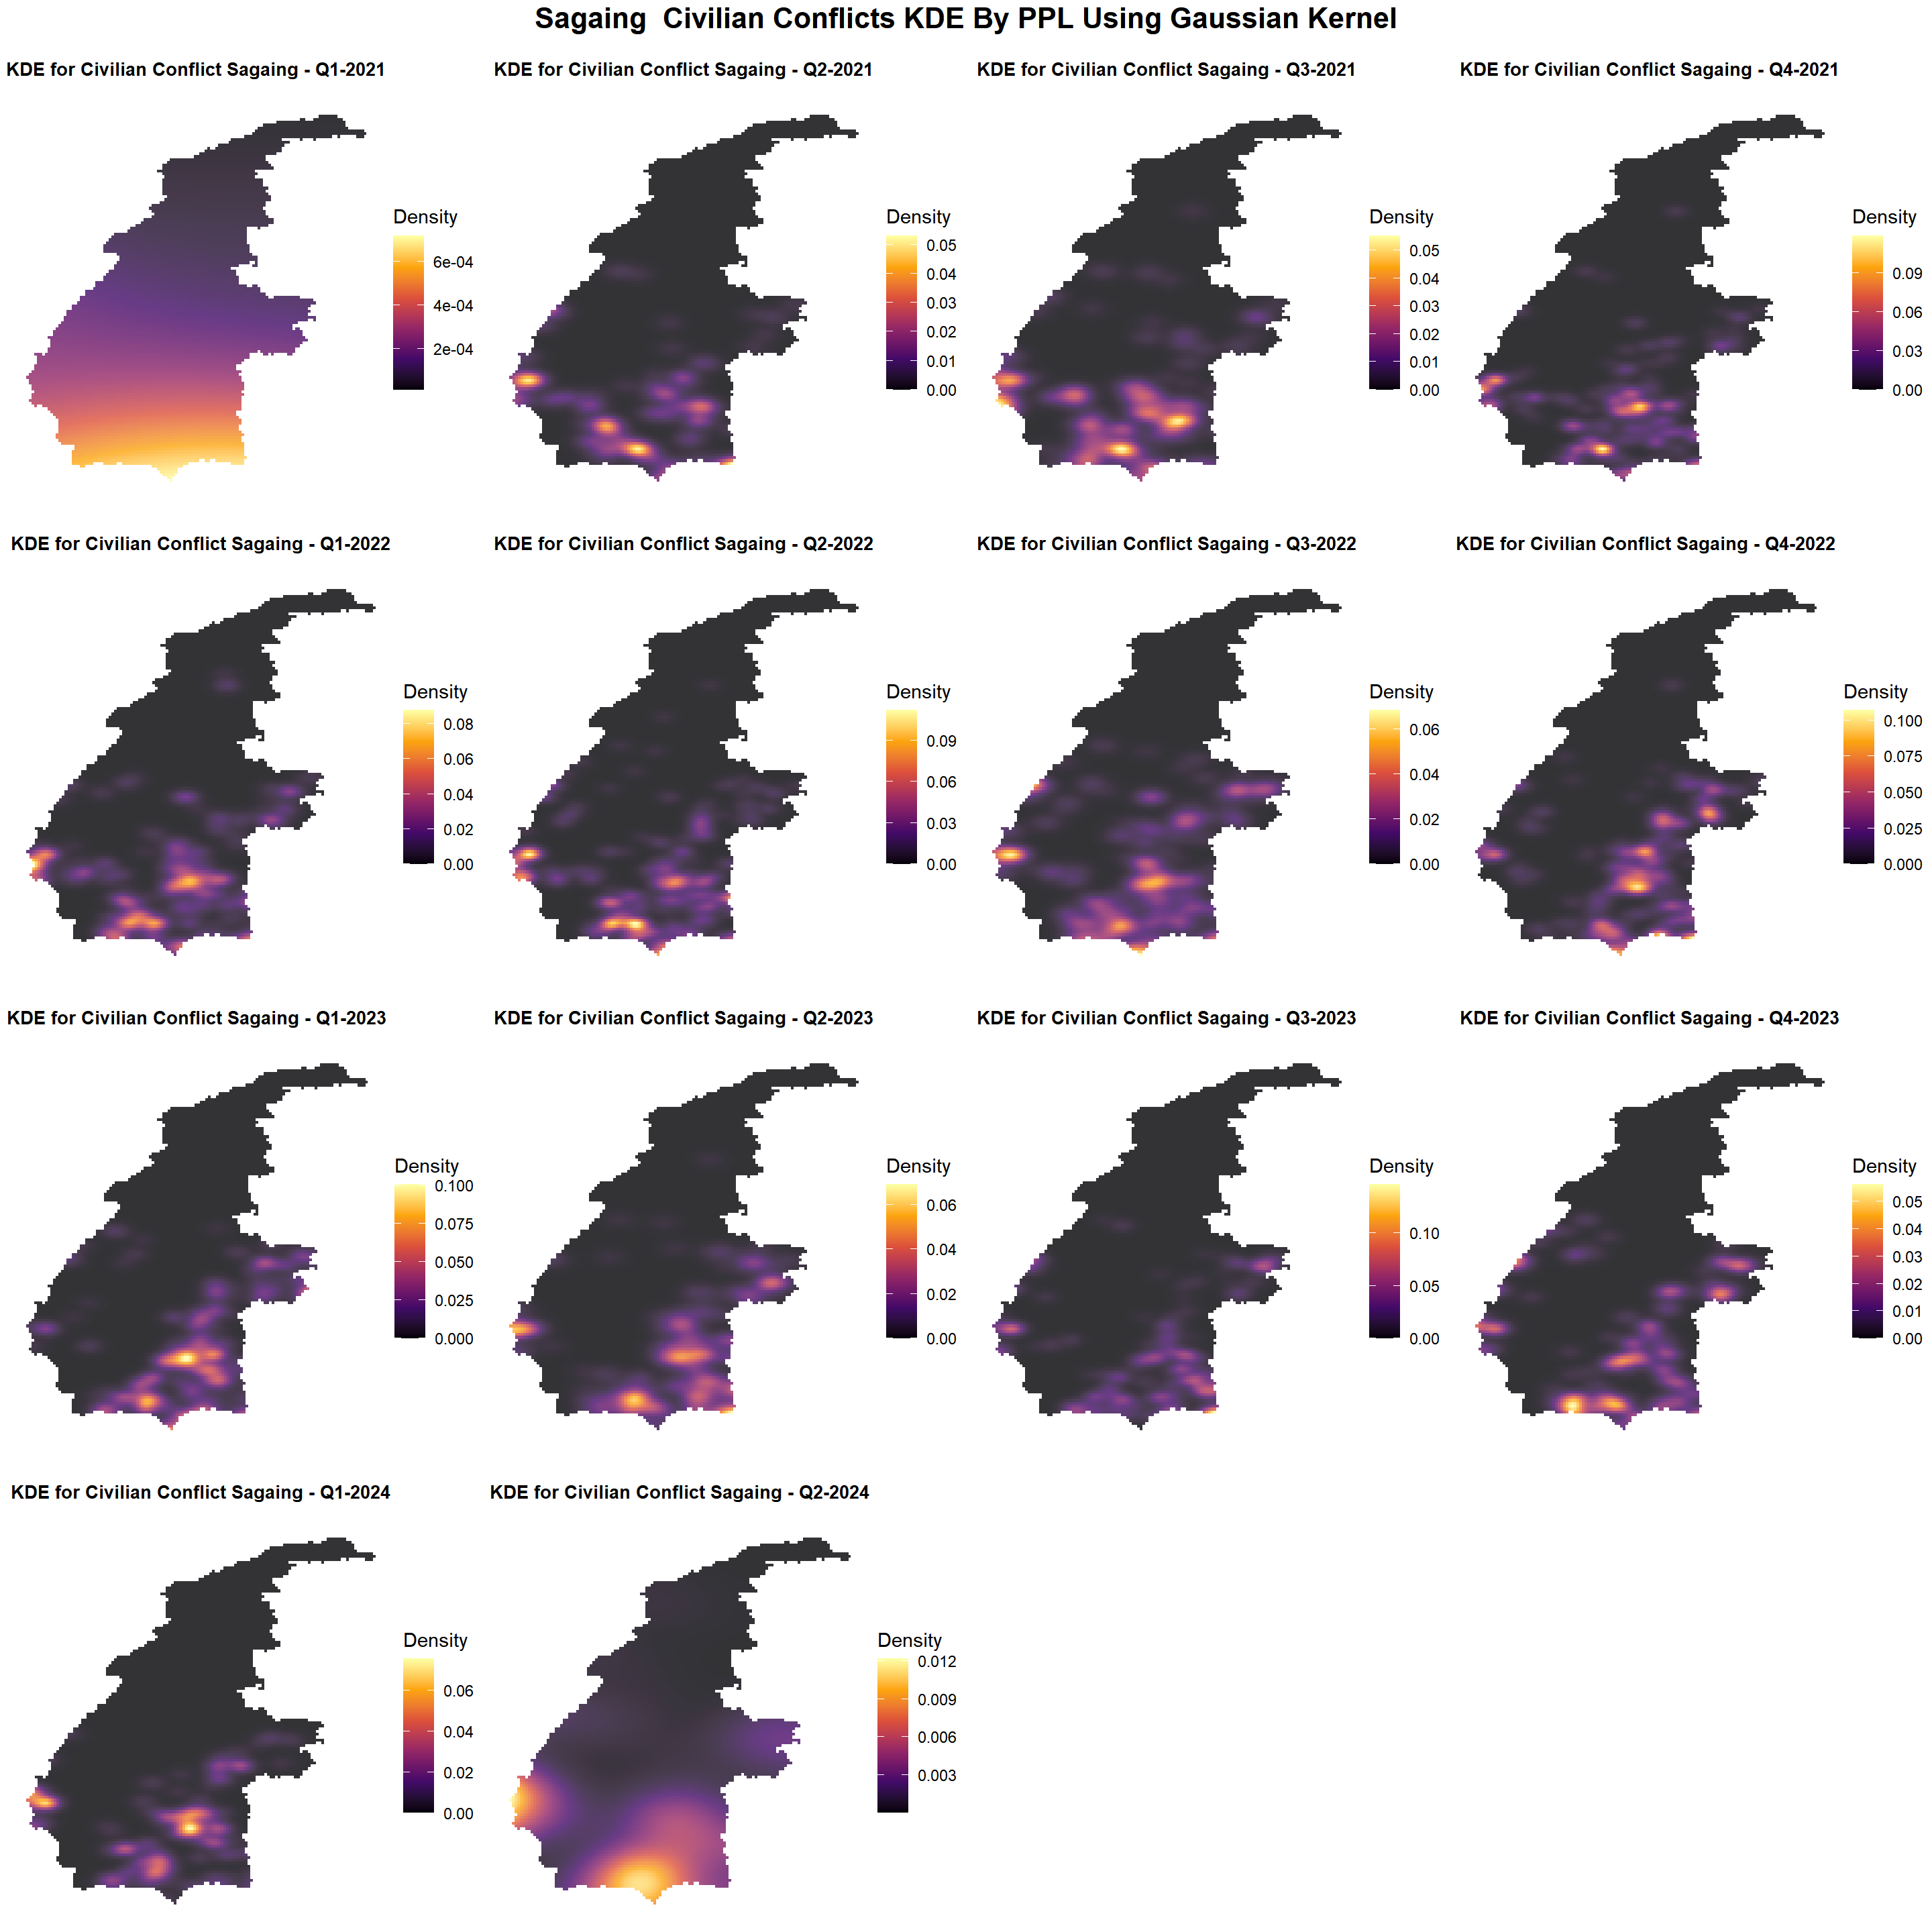 Sagaing  Civilian Conflicts KDE By PPL Using Gaussian Kernel
KDE for Civilian Conflict Sagaing - Q1-2021
Density
6e-04
4e-04
2e-04
KDE for Civilian Conflict Sagaing - Q2-2021
Density
0.05
0.04
0.03
0.02
0.01
0.00
KDE for Civilian Conflict Sagaing - Q3-2021
Density
0.05
0.04
0.03
0.02
0.01
0.00
KDE for Civilian Conflict Sagaing - Q4-2021
Density
0.09
0.06
0.03
0.00
KDE for Civilian Conflict Sagaing - Q1-2022
Density
0.08
0.06
0.04
0.02
0.00
KDE for Civilian Conflict Sagaing - Q2-2022
Density
0.09
0.06
0.03
0.00
KDE for Civilian Conflict Sagaing - Q3-2022
Density
0.06
0.04
0.02
0.00
KDE for Civilian Conflict Sagaing - Q4-2022
Density
0.100
0.075
0.050
0.025
0.000
KDE for Civilian Conflict Sagaing - Q1-2023
Density
0.100
0.075
0.050
0.025
0.000
KDE for Civilian Conflict Sagaing - Q2-2023
Density
0.06
0.04
0.02
0.00
KDE for Civilian Conflict Sagaing - Q3-2023
Density
0.10
0.05
0.00
KDE for Civilian Conflict Sagaing - Q4-2023
Density
0.05
0.04
0.03
0.02
0.01
0.00
KDE for Civilian Conflict Sagaing - Q1-2024
Density
0.06
0.04
0.02
0.00
KDE for Civilian Conflict Sagaing - Q2-2024
Density
0.012
0.009
0.006
0.003